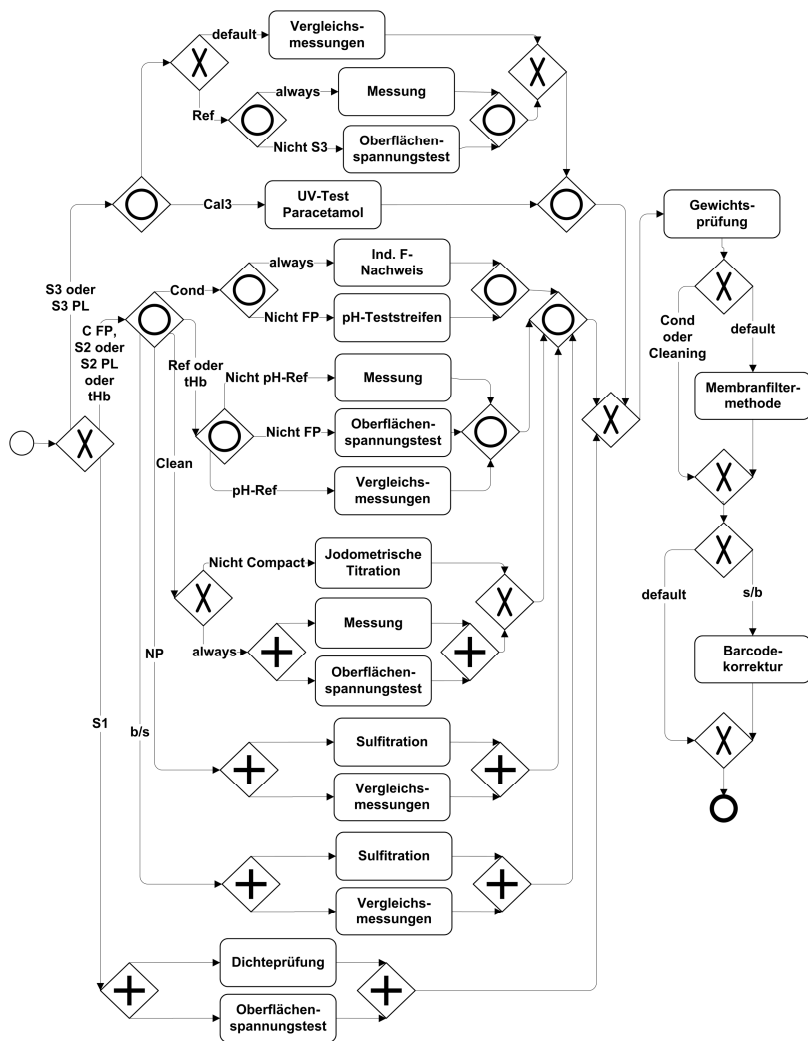 default
Vergleichs-
messungen
Ref
always
Messung
Nicht S3
Oberflächen-
spannungstest
Cal3
UV-Test
Paracetamol
S3 oder
S3 PL
C FP,
S2 oder
S2 PL
oder
tHb
Cond
always
Ind. F-
Nachweis
Nicht FP
pH-Teststreifen
Ref oder
tHb
Nicht pH-Ref
Messung
Nicht FP
Oberflächen-
spannungstest
pH-Ref
Vergleichs-
messungen
Clean
Nicht Compact
Jodometrische
Titration
always
Messung
Oberflächen-
spannungstest
NP
Sulfitration
Vergleichs-
messungen
b/s
Sulfitration
Vergleichs-
messungen
S1
Dichteprüfung
Oberflächen-
spannungstest
Gewichts-
prüfung
Cond
oder
Cleaning
default
Membranfilter-
methode
default
s/b
Barcode-
korrektur